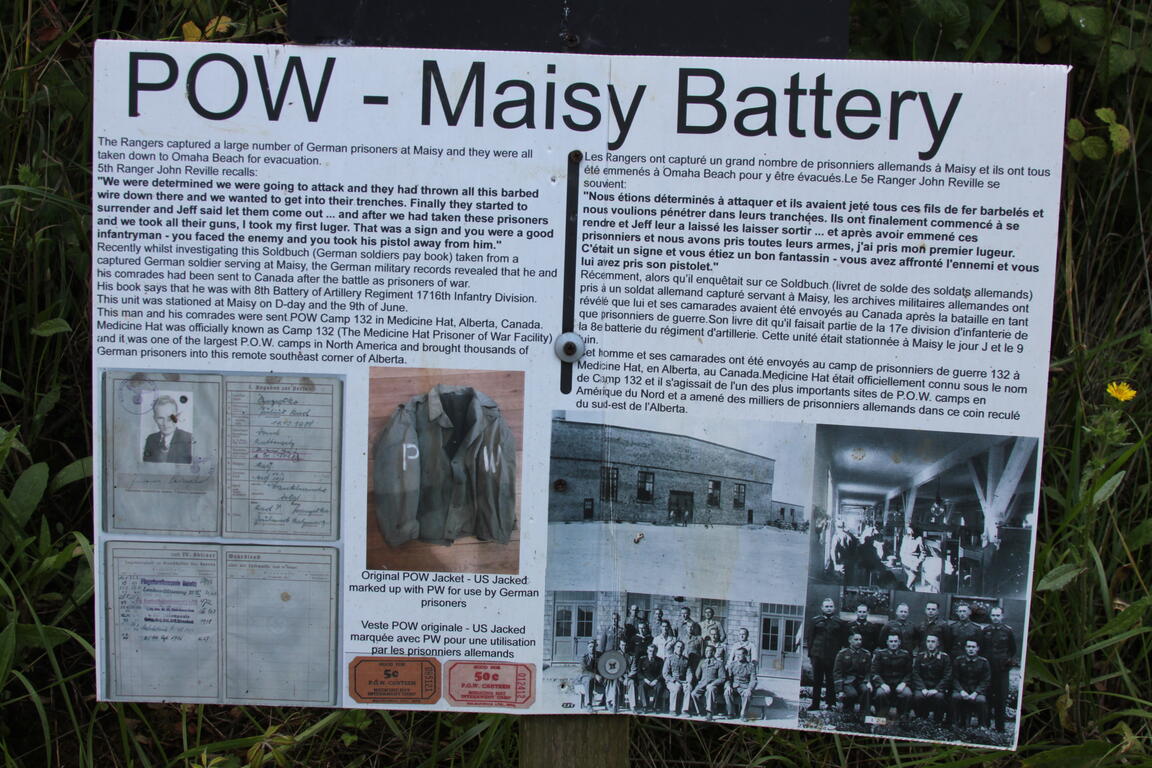 POW - Maisy Battery
The Rangers captured a large number of German prisoners at Maisy and they were all
taken down to Omaha Beach for evacuation.
5th Ranger John Reville recalls:
"We were determined we were going to attack and they had thrown all this barbed
wire down there and we wanted to get into their trenches. Finally they started to
surrender and Jeff said let them come out ... and after we had taken these prisoners
and we took all their guns, I took my first luger. That was a sign and you were a good
infantryman - you faced the enemy and you took his pistol away from him."
Recently whilst investigating this Soldbuch (German soldiers pay book) taken from a
captured German soldier serving at Maisy, the German military records revealed that he and
his comrades had been sent to Canada after the battle as prisoners of war.
His book says that he was with 8th Battery of Artillery Regiment 1716th Infantry Division.
This unit was stationed at Maisy on D-day and the 9th of June.
This man and his comrades were sent POW Camp 132 in Medicine Hat, Alberta, Canada.
Medicine Hat was officially known as Camp 132 (The Medicine Hat Prisoner of War Facility)
and it was one of the largest P.O.W. camps in North America and brought thousands of
German prisoners into this remote southeast corner of Alberta.
Les Rangers ont capturé un grand nombre de prisonniers allemands à Maisy et ils ont tous
été emmenés à Omaha Beach pour y être évacués.Le 5e Ranger John Reville se
souvient:
"Nous étions déterminés à attaquer et ils avaient jeté tous ces fils de fer barbelés et
nous voulions pénétrer dans leurs tranchées. Ils ont finalement commencé à se
rendre et Jeff leur a laissé les laisser sortir ... et après avoir emmené ces
prisonniers et nous avons pris toutes leurs armes, j'ai pris mon premier lugeur.
C'était un signe et vous étiez un bon fantassin - vous avez affronté l'ennemi et vous
lui avez pris son pistolet."
Récemment, alors qu'il enquêtait sur ce Soldbuch (livret de solde des soldats allemands)
pris à un soldat allemand capturé servant à Maisy, les archives militaires allemandes ont
révélé que lui et ses camarades avaient été envoyés au Canada après la bataille en tant
que prisonniers de guerre.Son livre dit qu'il faisait partie de la 17e division d'infanterie de
la 8e batterie du régiment d'artillerie. Cette unité était stationnée à Maisy le jour J et le 9
juin.
Cet homme et ses camarades ont été envoyés au camp de prisonniers de guerre 132 à
Medicine Hat, en Alberta, au Canada.Medicine Hat était officiellement connu sous le nom
de Camp 132 et il s'agissait de l'un des plus importants sites de P.O.W. camps en
Amérique du Nord et a amené des milliers de prisonniers allemands dans ce coin reculé
du sud-est de l'Alberta.
P W
Original POW Jacket - US Jacked
marked up with PW for use by German
prisoners
Veste POW originale - US Jacked
marquée avec PW pour une utilisation
par les prisonniers allemands
GOOD FOR
5c
P.O.W. CANTEEN
MEDICINE HAT
INTERNMENT CAMP
GOOD FOR
50c
P.O.W. CANTEEN
MEDICINE HAT
INTERNMENT CAMP
012412